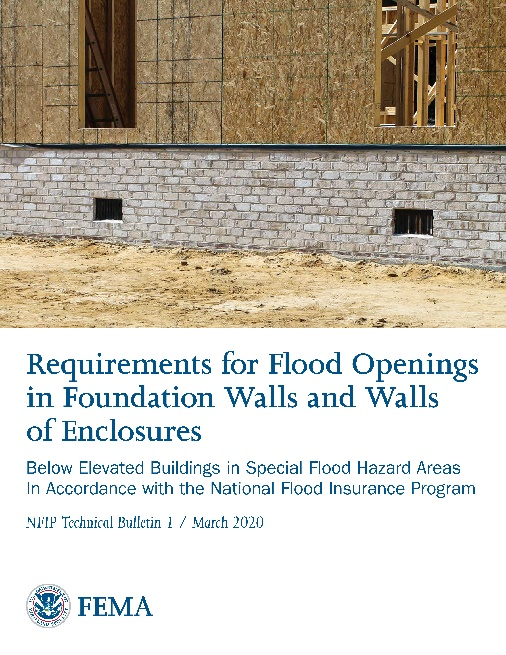 Requirements for Flood Openings
in Foundation Walls and Walls
of Enclosures
Below Elevated Buildings in Special Flood Hazard Areas
In Accordance with the National Flood Insurance Program
NFIP Technical Bulletin 1 / March 2020
FEMA